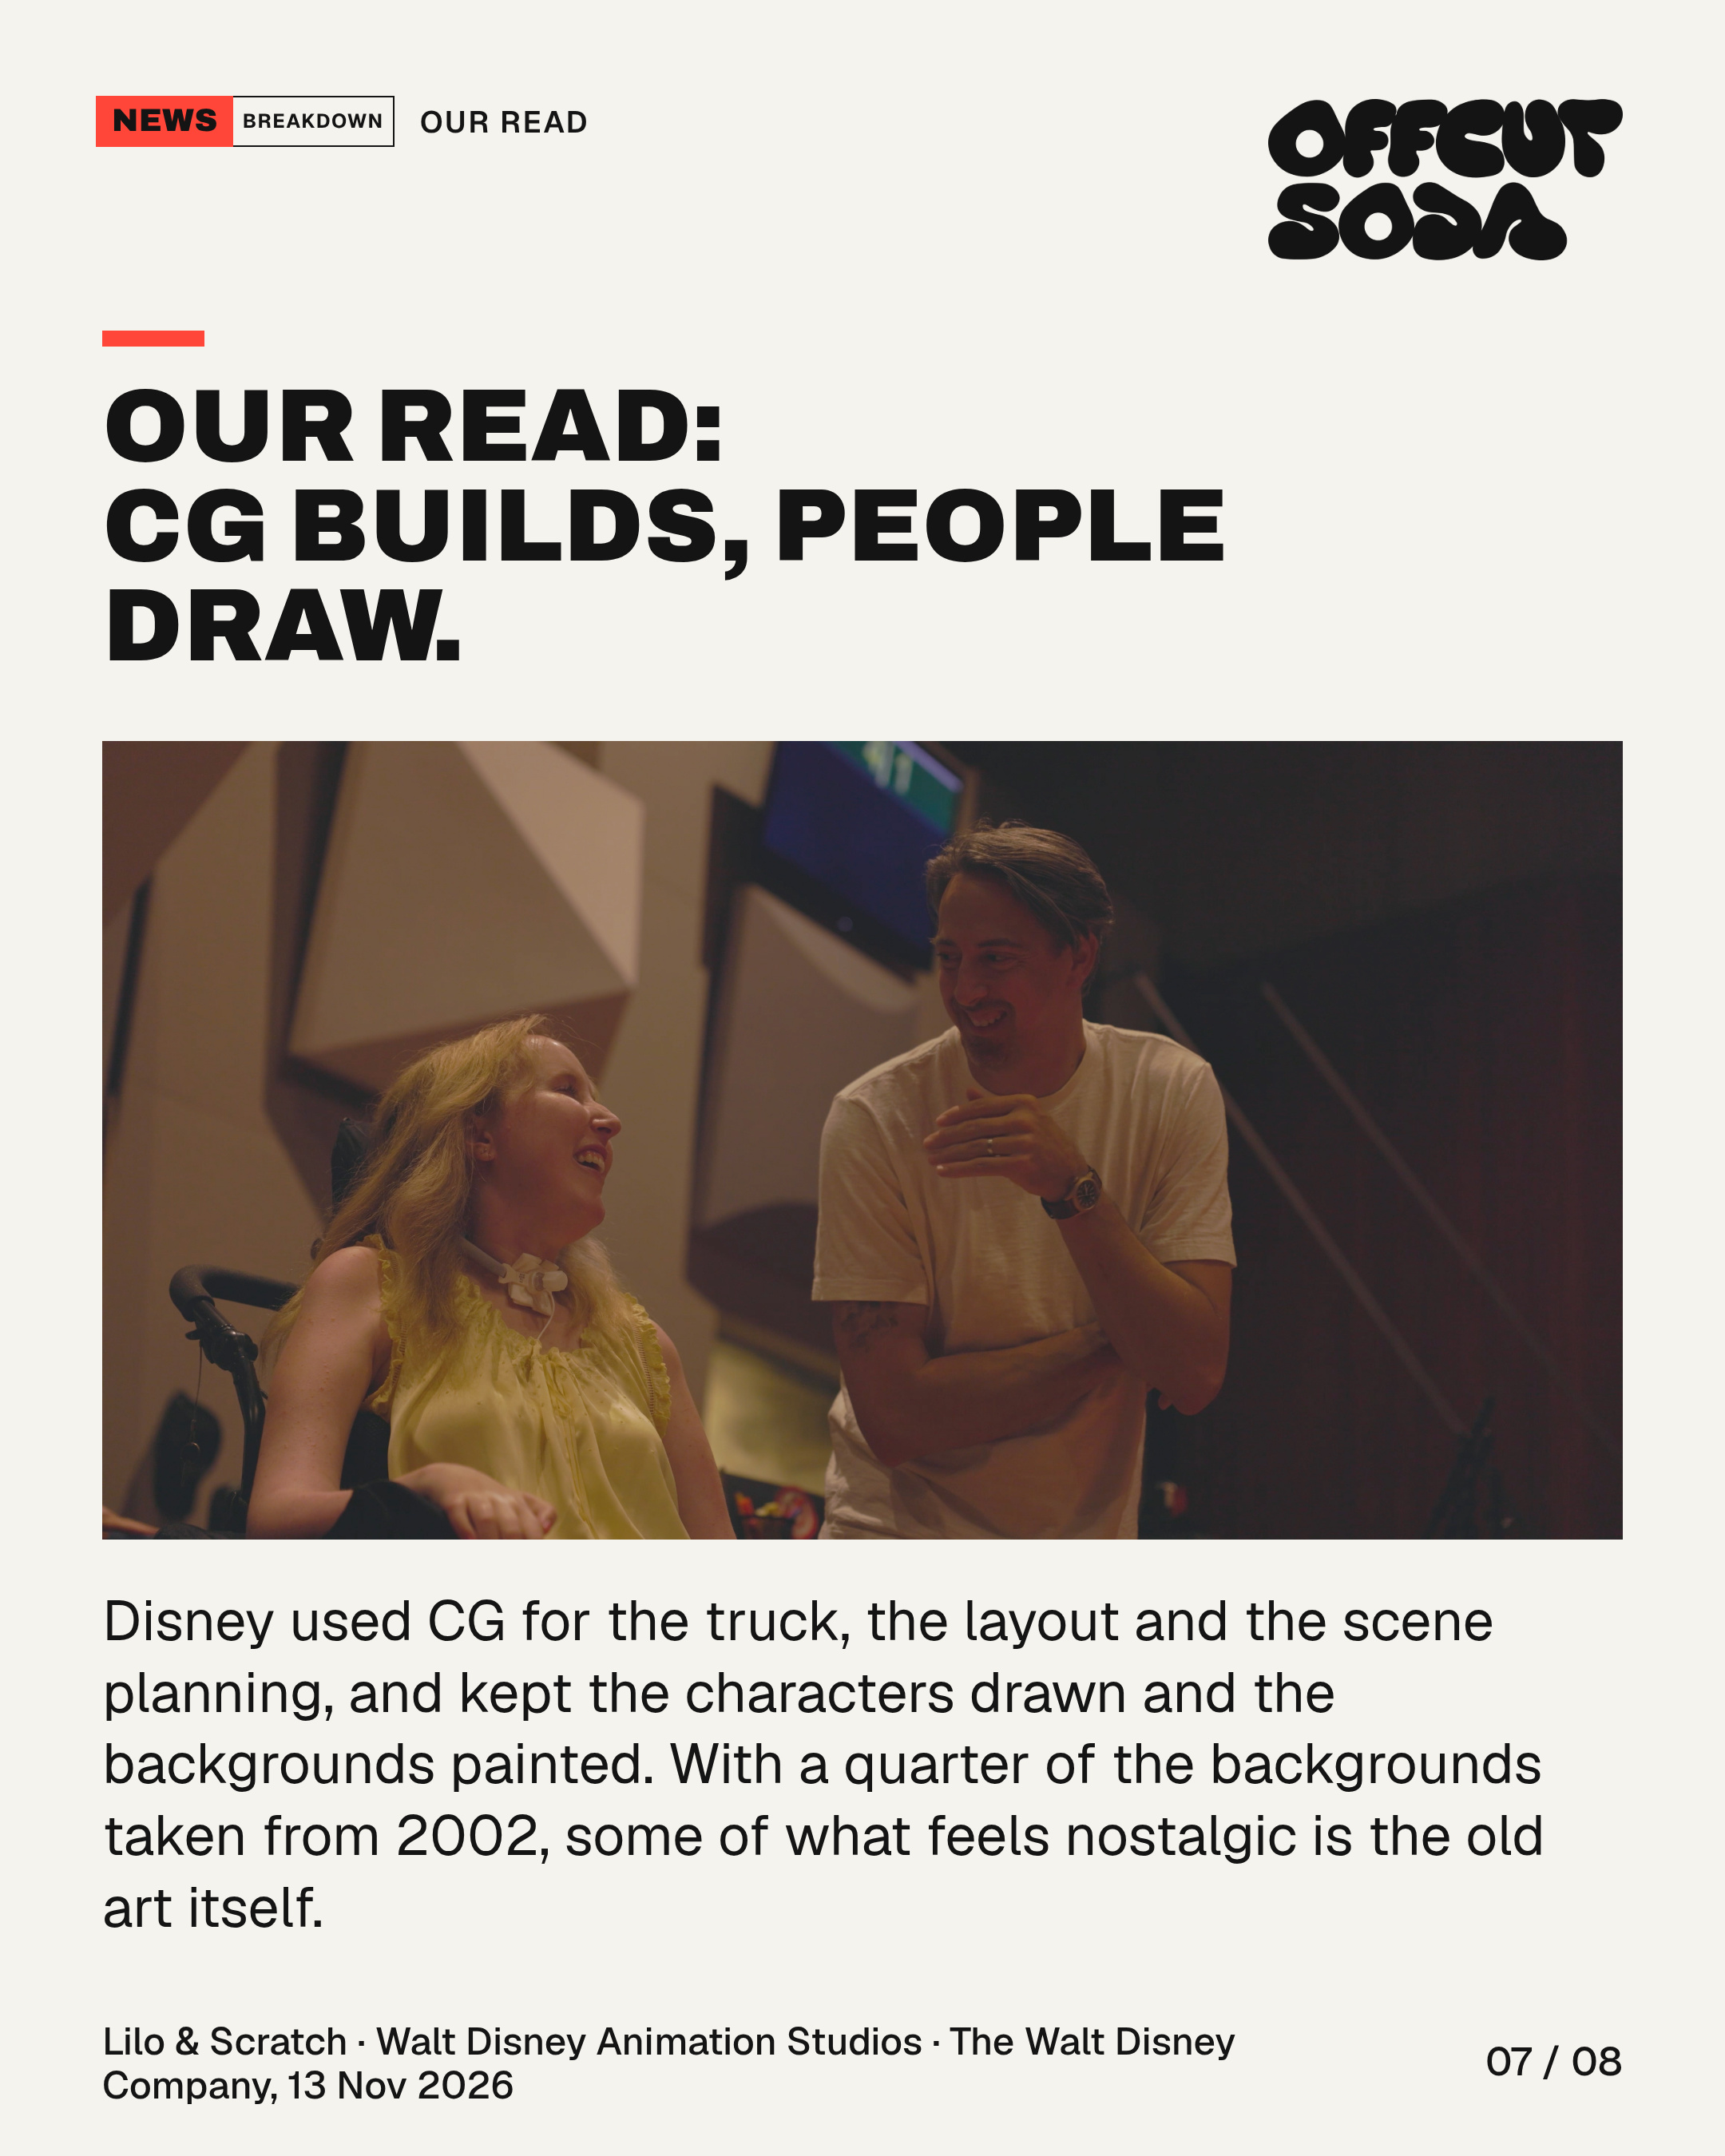 NEWS BREAKDOWN OUR READ
OFFCUT
SODA
OUR READ:
CG BUILDS, PEOPLE
DRAW.
Disney used CG for the truck, the layout and the scene
planning, and kept the characters drawn and the
backgrounds painted. With a quarter of the backgrounds
taken from 2002, some of what feels nostalgic is the old
art itself.
Lilo & Scratch · Walt Disney Animation Studios · The Walt Disney
Company, 13 Nov 2026
07 / 08